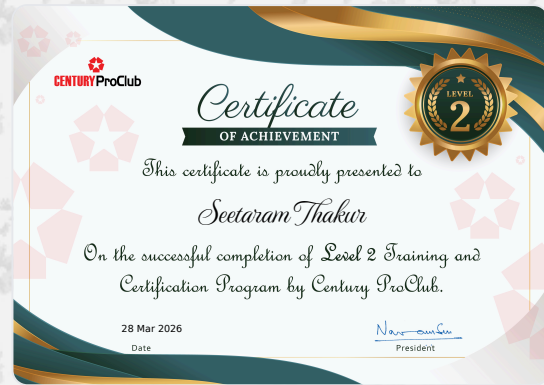 CENTURY ProClub
LEVEL
2
Certificate
OF ACHIEVEMENT
This certificate is proudly presented to
Seetaram Thakur
On the successful completion of Level 2 Training and
Certification Program by Century ProClub.
28 Mar 2026
Date
President